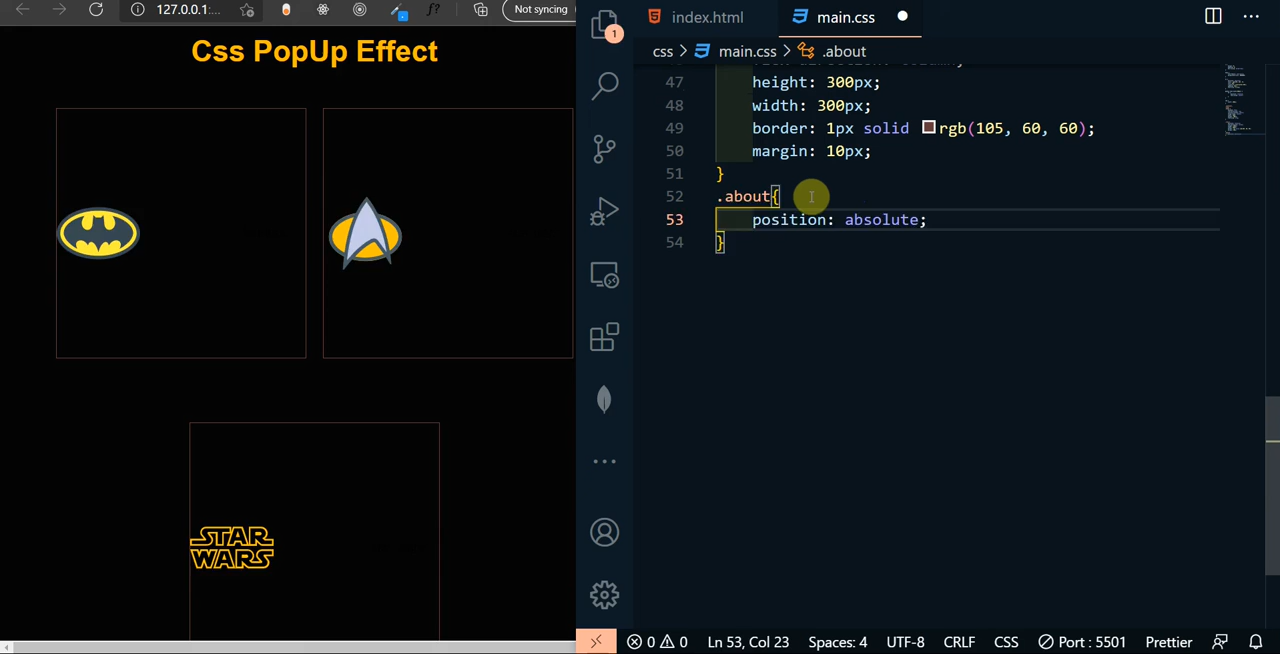 127.0.0.1:...
Not syncing
Css PopUp Effect
STAR
WARS
1
index.html
main.css
css > main.css > .about
47 height: 300px;
48 width: 300px;
49 border: 1px solid rgb(105, 60, 60);
50 margin: 10px;
51 }
52 .about{
53 position: absolute;
54 }
0 0 Ln 53, Col 23 Spaces: 4 UTF-8 CRLF CSS Port : 5501 Prettier